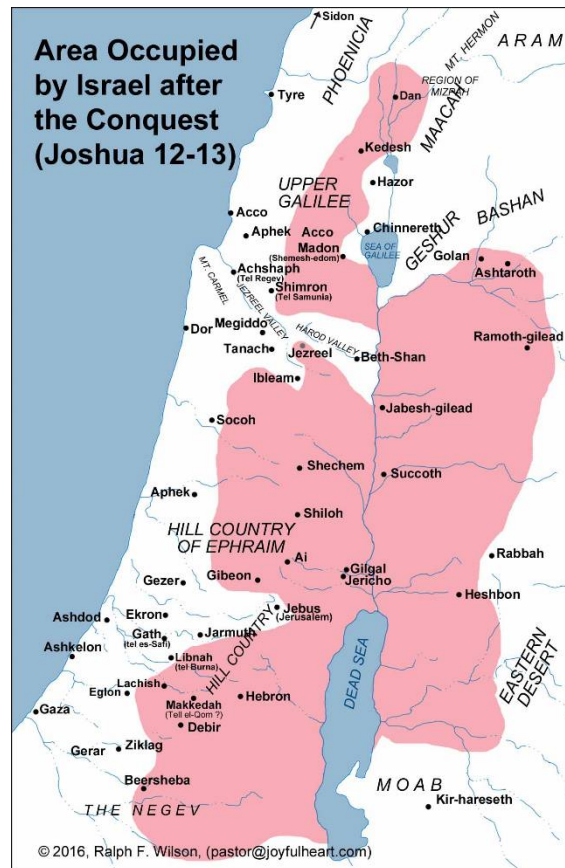 Area Occupied
by Israel after
the Conquest
(Joshua 12-13)
Sidon
PHOENICIA
MT. HERMON
ARAM
REGION OF
MIZPAH
Tyre
Dan
MAACAH
Kedesh
Hazor
UPPER
GALILEE
BASHAN
GESHUR
Acco
Chinnereth
Aphek
Acco
Madon
(Shemesh-edom)
SEA OF
GALILEE
Golan
Ashtaroth
Achshaph
(Tel Regev)
Shimron
(Tel Samunia)
MT. CARMEL
JEZREEL VALLEY
HAROD VALLEY
Dor
Megiddo
Ramoth-gilead
Tanach
Jezreel
Beth-Shan
Ibleam
Jabesh-gilead
Socoh
Shechem
Succoth
Aphek
Shiloh
HILL COUNTRY
OF EPHRAIM
Ai
Rabbah
Gilgal
Jericho
Gezer
Gibeon
Heshbon
Jebus
(Jerusalem)
Ashdod
Ekron
Gath
(tel es-Safi)
Jarmuth
HILL COUNTRY
Ashkelon
Libnah
(tel Burna)
DEAD SEA
EASTERN
DESERT
Lachish
Eglon
Makkedah
(Tell el-Qom ?)
Hebron
Gaza
Debir
Gerar
Ziklag
Beersheba
MOAB
THE NEGEV
Kir-hareseth
© 2016, Ralph F. Wilson, (pastor@joyfulheart.com)